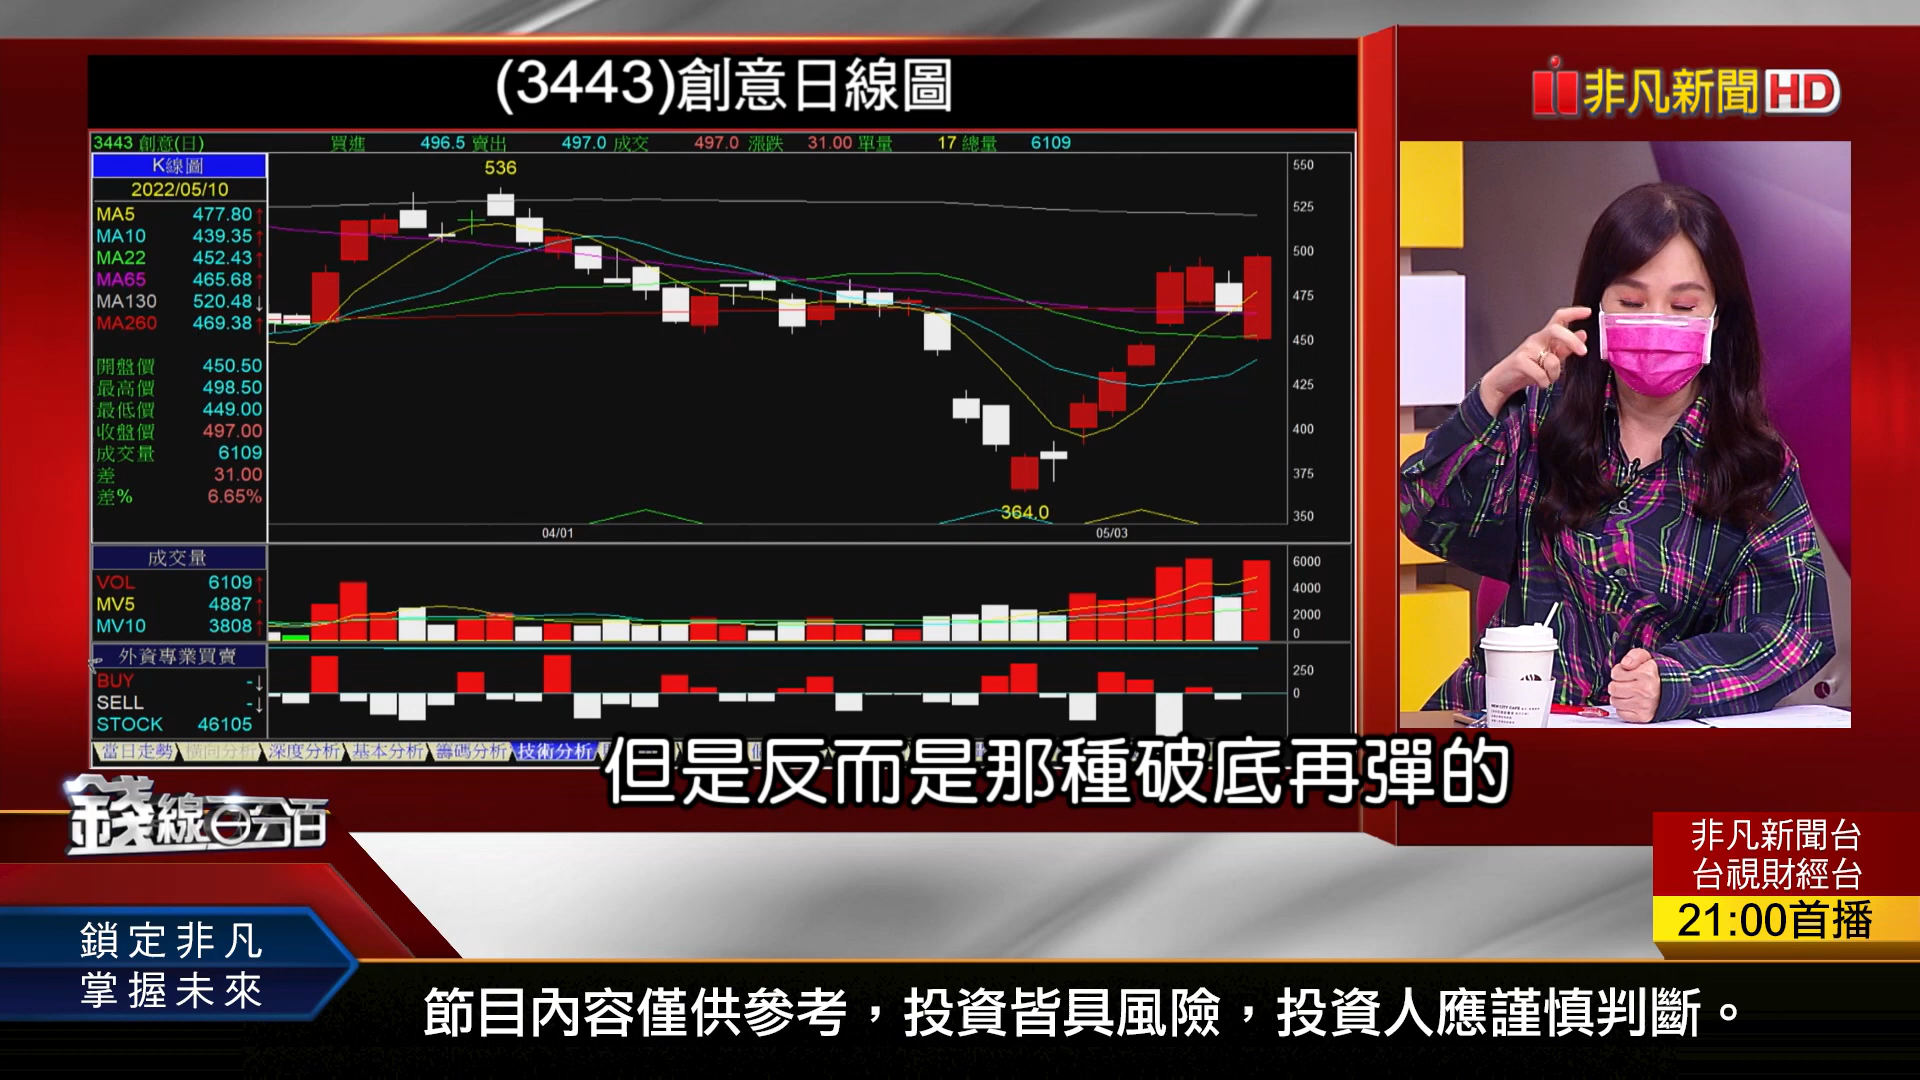 (3443)創意日線圖
非凡新聞HD
3443 創意(日) 買進 496.5 賣出 497.0 成交 497.0 漲跌 31.00 單量 17 總量 6109
K線圖
2022/05/10
MA5 477.80↑
MA10 439.35↑
MA22 452.43↑
MA65 465.68↑
MA130 520.48↓
MA260 469.38↑
開盤價 450.50
最高價 498.50
最低價 449.00
收盤價 497.00
成交量 6109
差 31.00
差% 6.65%
536
364.0
550
525
500
475
450
425
400
375
350
04/01 05/03
成交量
VOL 6109↑
MV5 4887↑
MV10 3808↑
6000
4000
2000
0
外資專業買賣
BUY -↓
SELL -↓
STOCK 46105
250
0
當日走勢 橫向分析 深度分析 基本分析 籌碼分析 技術分析
但是反而是那種破底再彈的
錢線百分百
非凡新聞台
台視財經台
21:00首播
鎖定非凡
掌握未來
節目內容僅供參考，投資皆具風險，投資人應謹慎判斷。